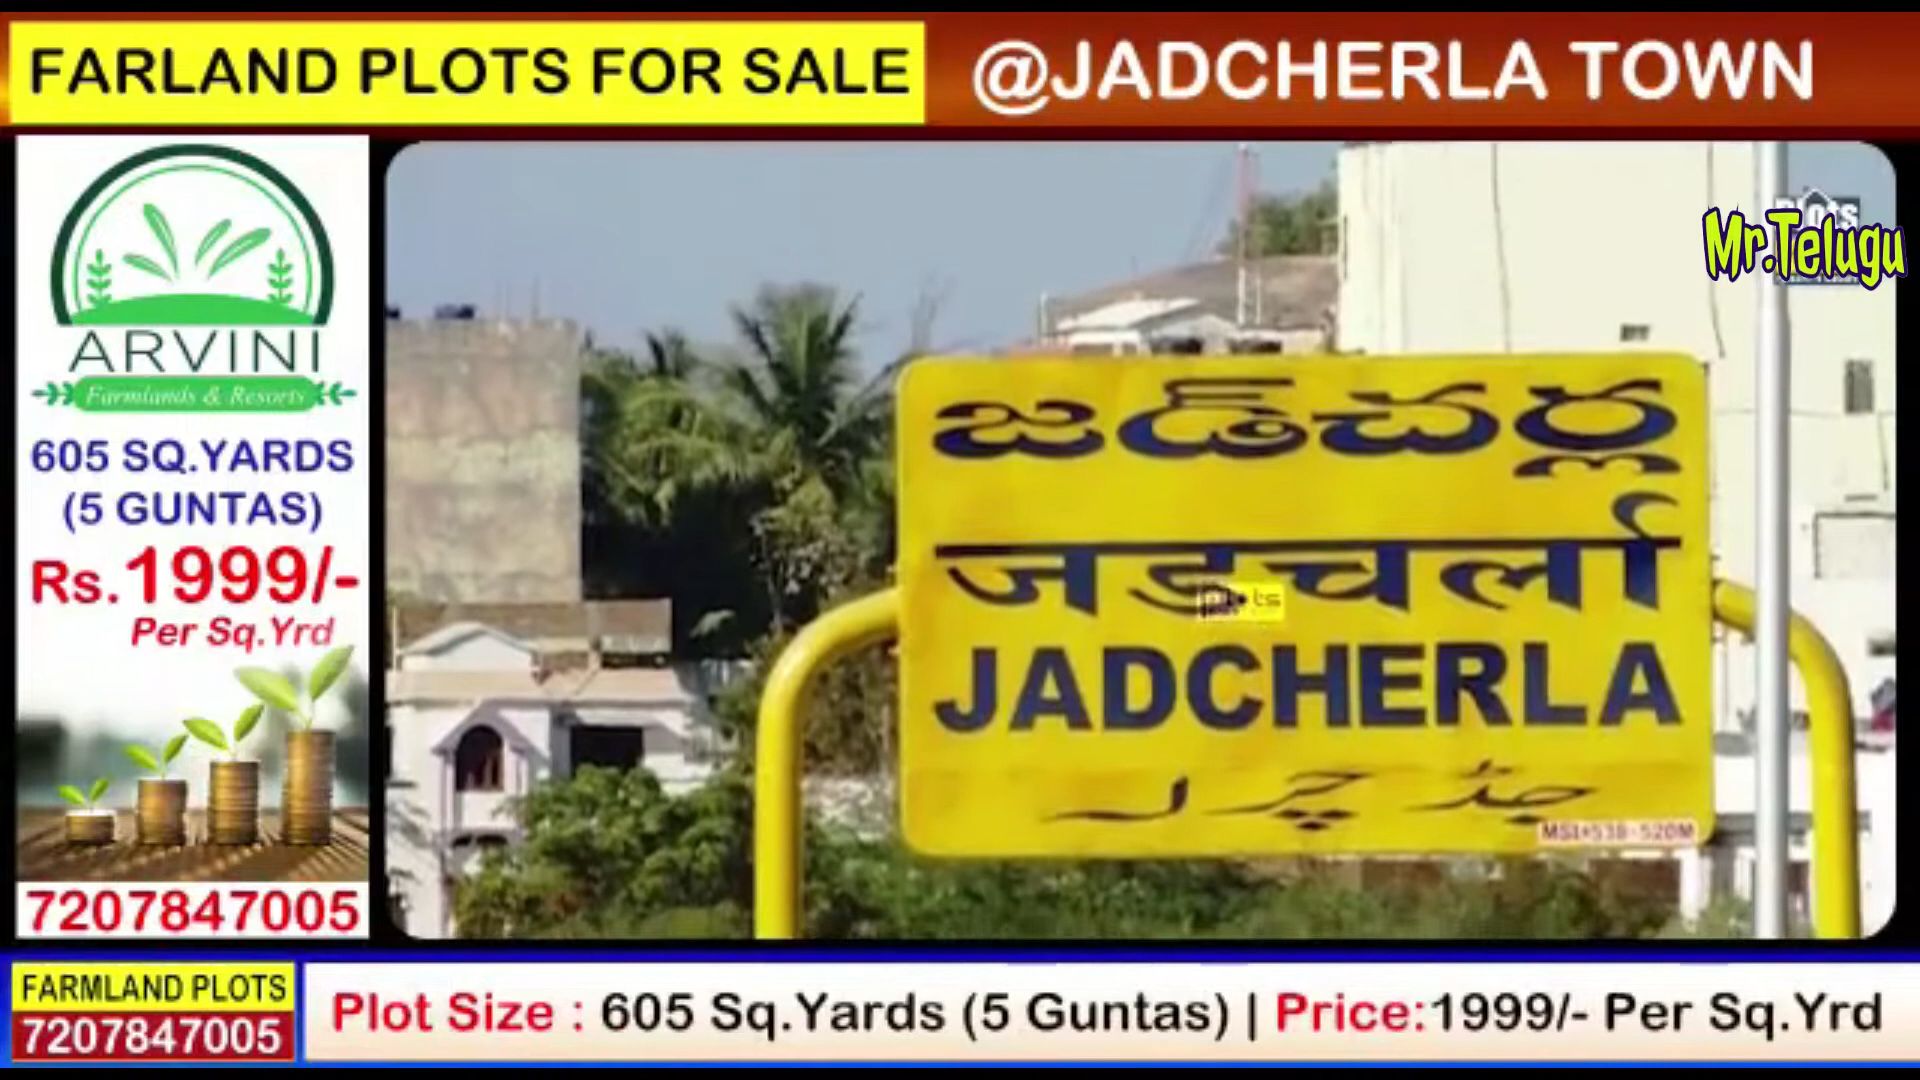 FARLAND PLOTS FOR SALE @JADCHERLA TOWN
ARVINI
Farmlands & Resorts
605 SQ.YARDS
(5 GUNTAS)
Rs.1999/-
Per Sq.Yrd
7207847005
Plots
Mr.Telugu
జడ్చర్ల
जडचर्ला
JADCHERLA
جڈچرلہ
FARMLAND PLOTS
7207847005
Plot Size : 605 Sq.Yards (5 Guntas) | Price:1999/- Per Sq.Yrd